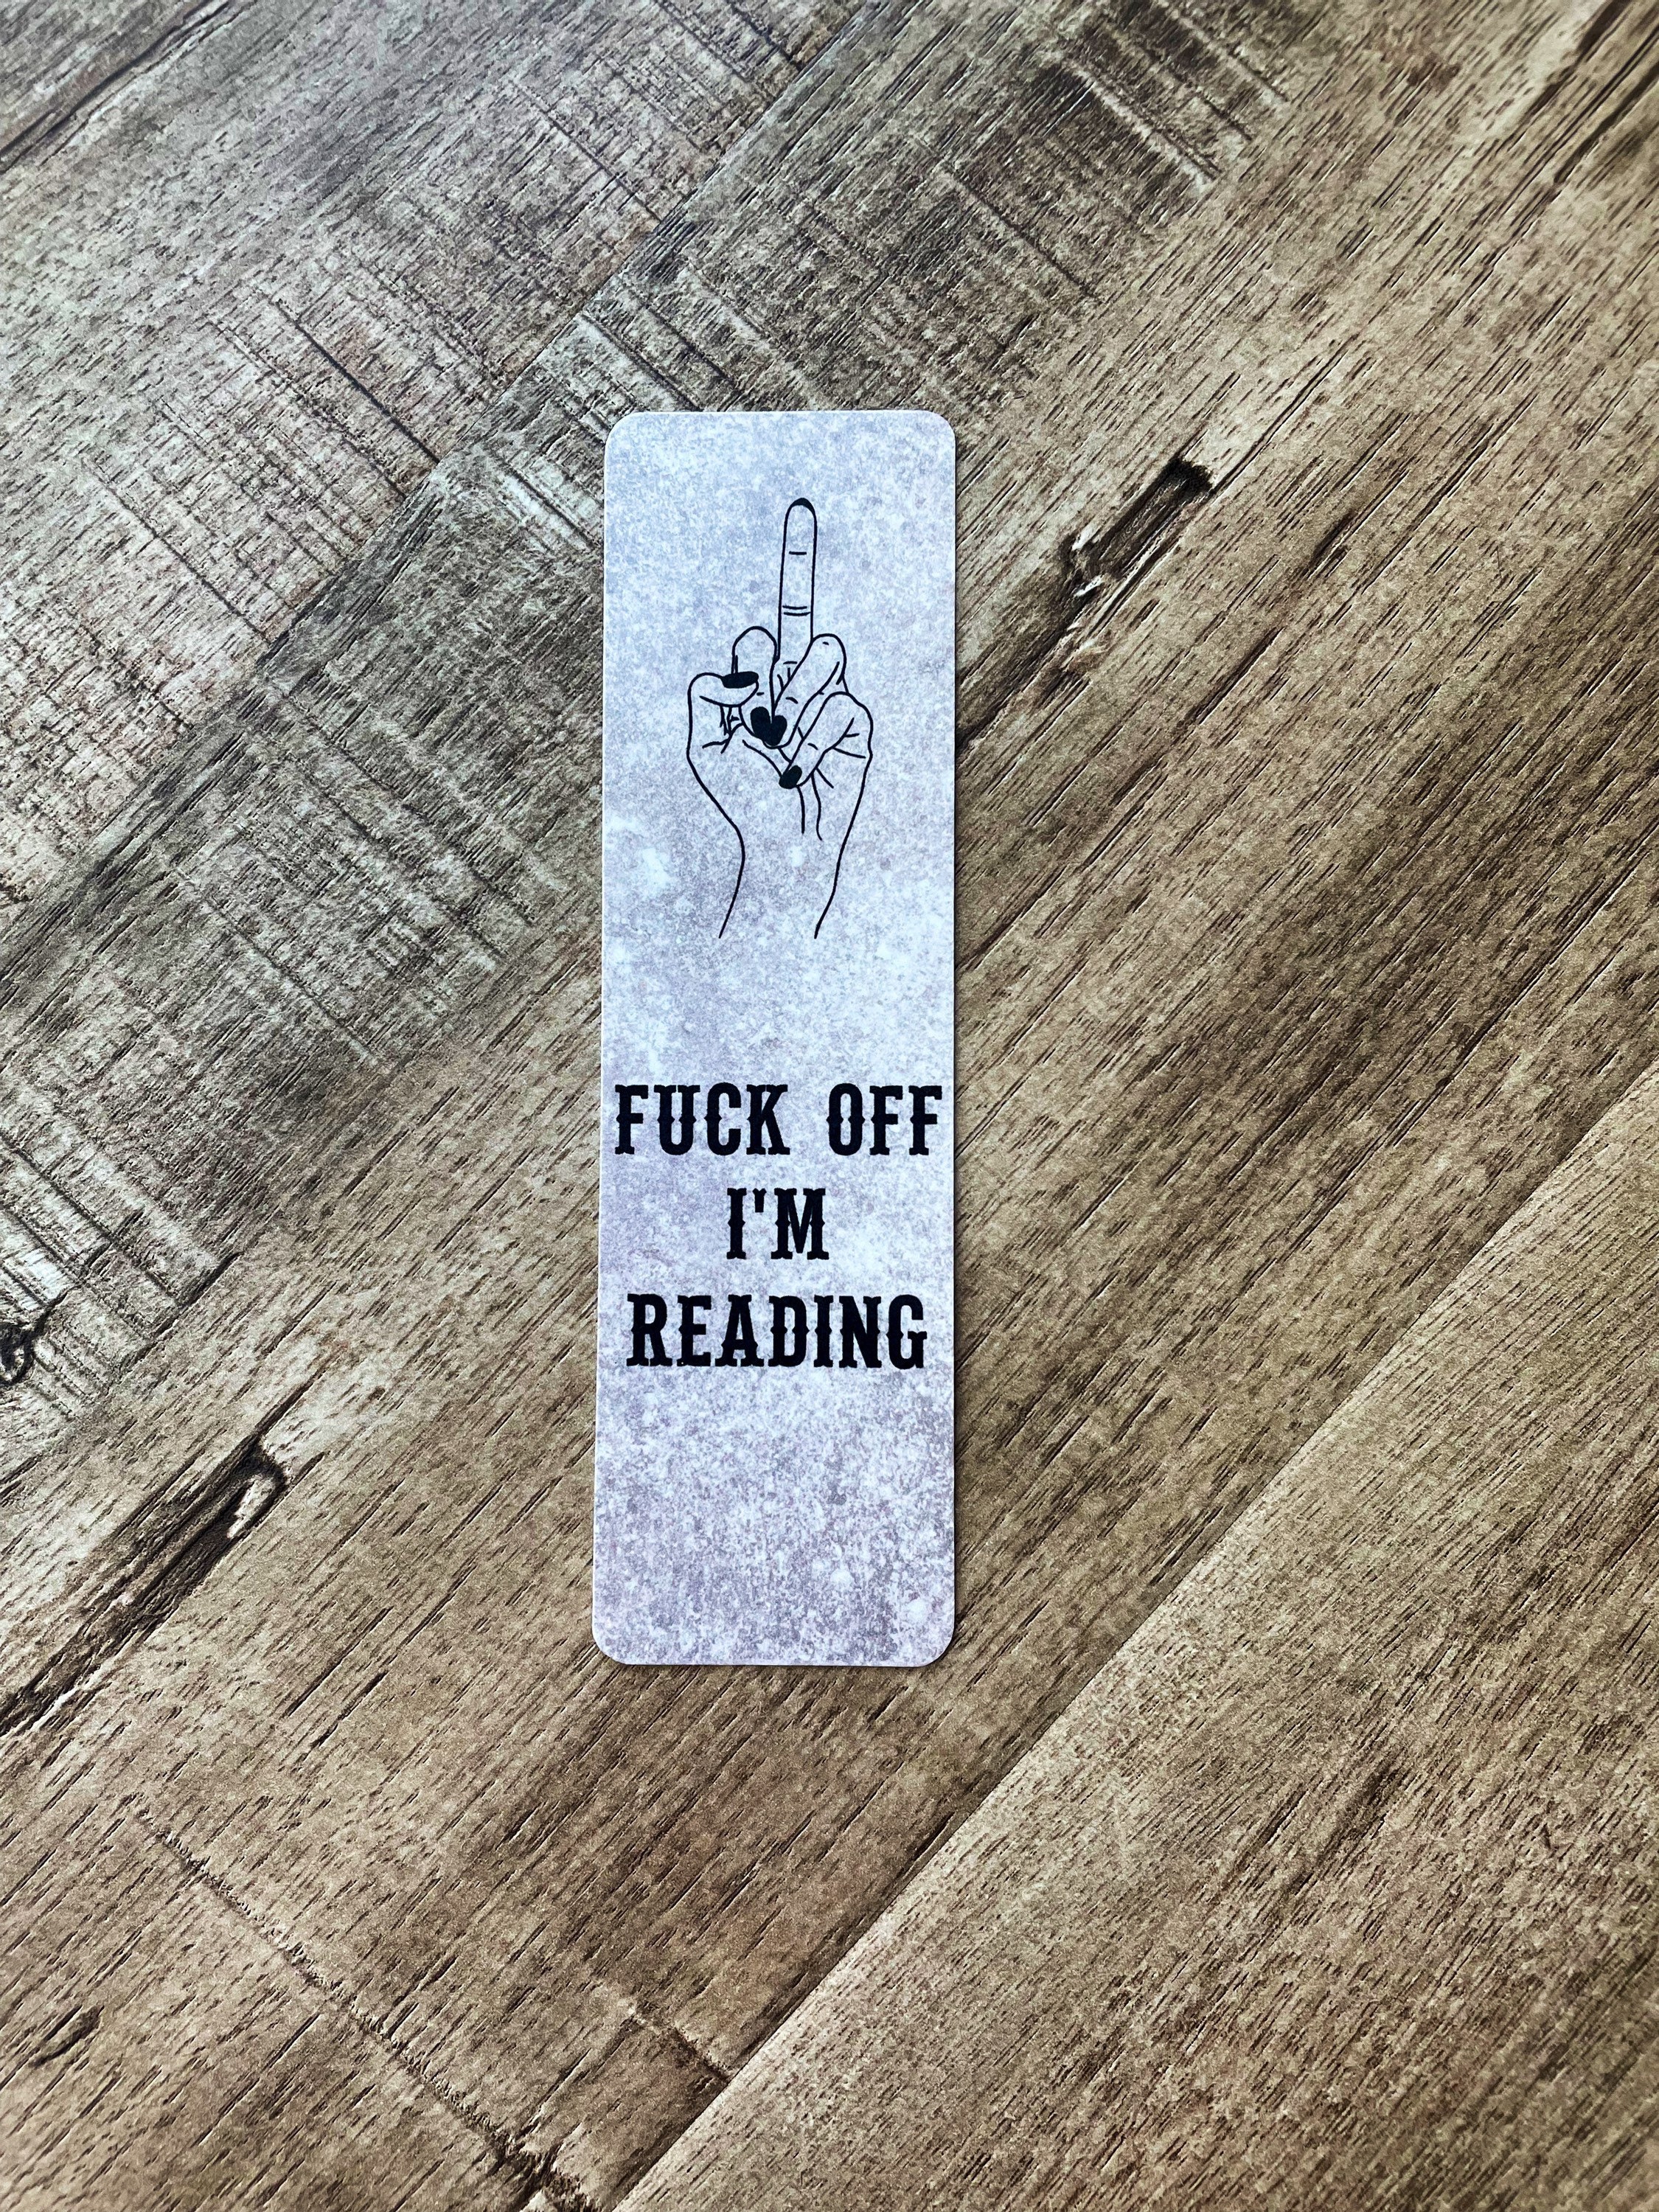 FUCK OFF
I'M
READING